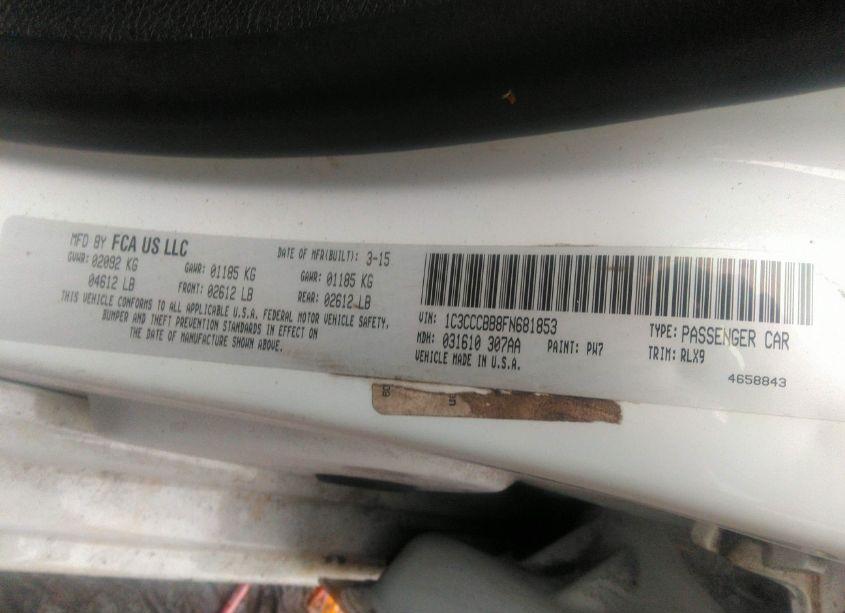 MFD BY FCA US LLC
DATE OF MFR(BUILT): 3-15
GVWR: 02092 KG
GAWR: 01185 KG
GAWR: 01185 KG
04612 LB
FRONT: 02612 LB
REAR: 02612 LB
THIS VEHICLE CONFORMS TO ALL APPLICABLE U.S.A. FEDERAL MOTOR VEHICLE SAFETY,
BUMPER AND THEFT PREVENTION STANDARDS IN EFFECT ON
THE DATE OF MANUFACTURE SHOWN ABOVE.
VIN: 1C3CCCBB8FN681853
TYPE: PASSENGER CAR
MDH: 031610 307AA
PAINT: PW7
TRIM: RLX9
VEHICLE MADE IN U.S.A.
4658843